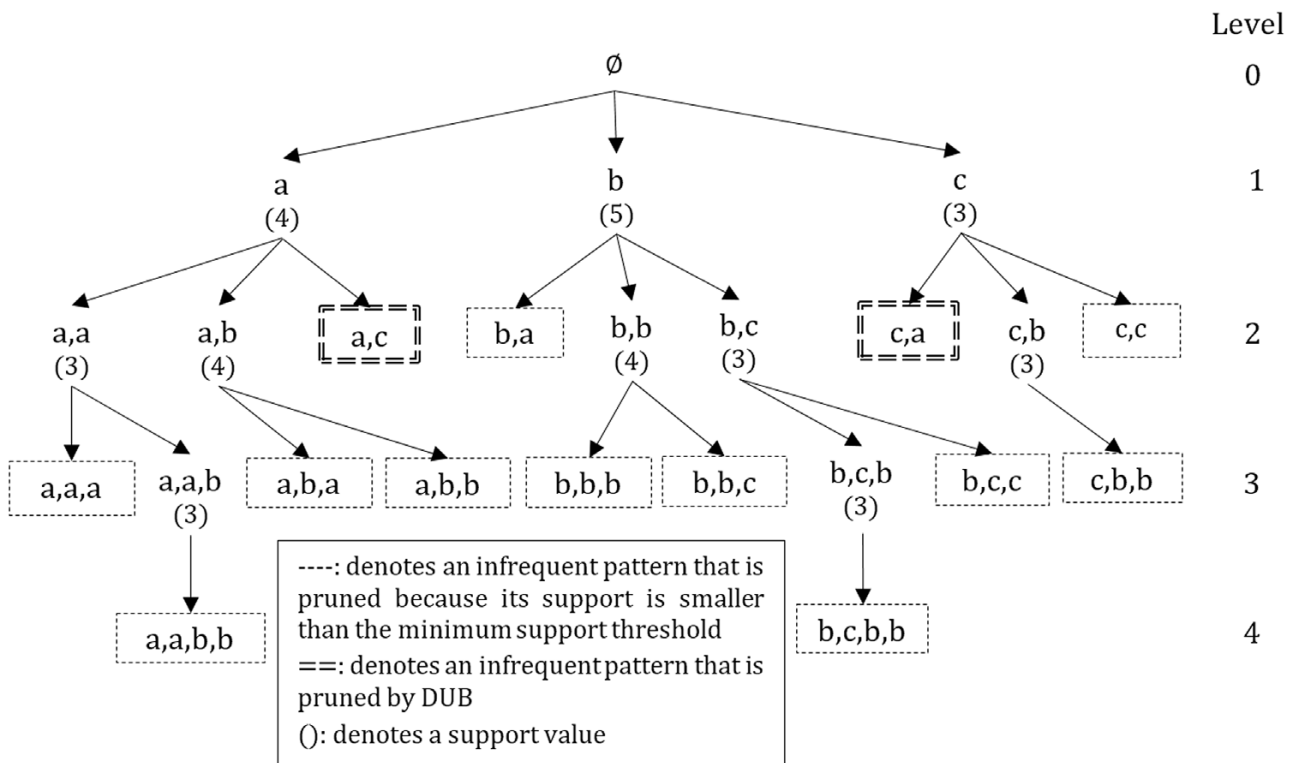 Level
∅
0
a
b
c
1
(4)
(5)
(3)
a,a
a,b
a,c
b,a
b,b
b,c
c,a
c,b
c,c
2
(3)
(4)
(4)
(3)
(3)
a,a,a
a,a,b
a,b,a
a,b,b
b,b,b
b,b,c
b,c,b
b,c,c
c,b,b
3
(3)
(3)
a,a,b,b
b,c,b,b
4
----: denotes an infrequent pattern that is
pruned because its support is smaller
than the minimum support threshold
==: denotes an infrequent pattern that is
pruned by DUB
(): denotes a support value